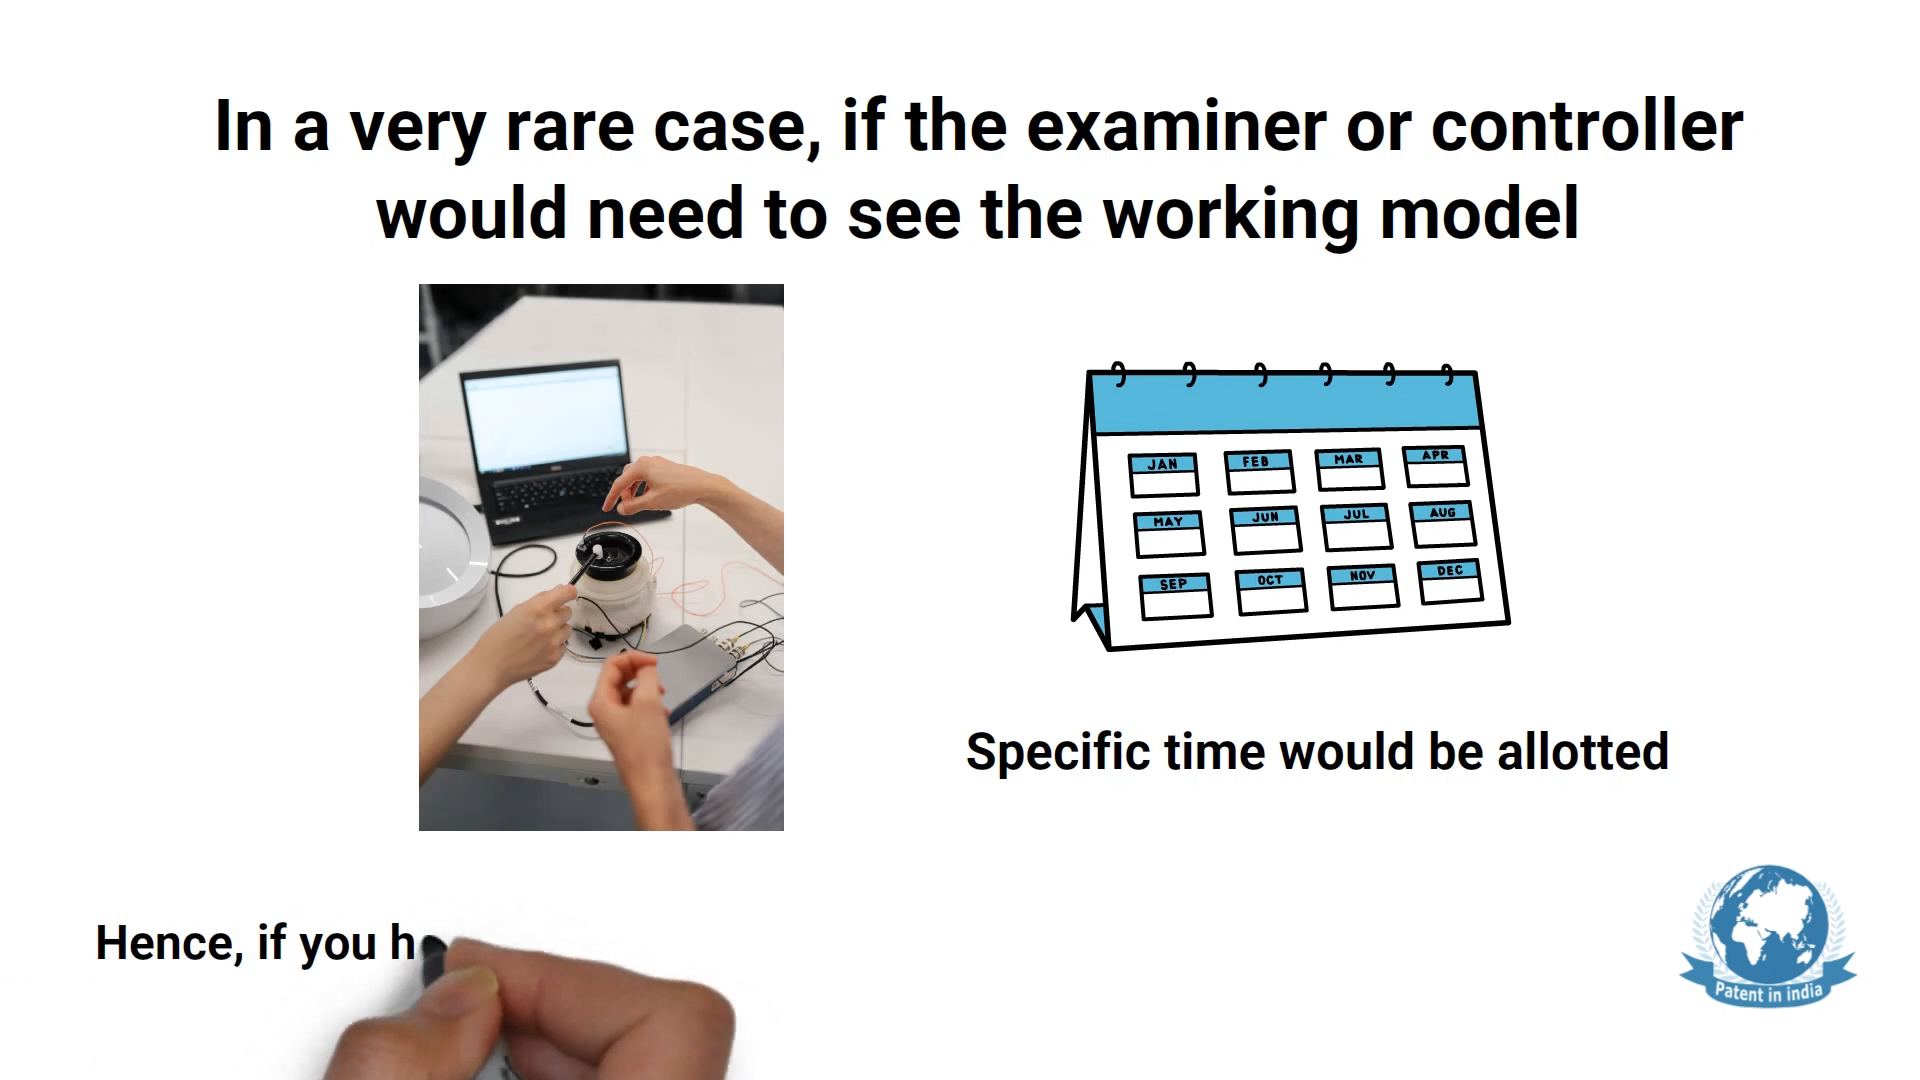 In a very rare case, if the examiner or controller
would need to see the working model
JAN FEB MAR APR
MAY JUN JUL AUG
SEP OCT NOV DEC
Specific time would be allotted
Hence, if you h
Patent in india